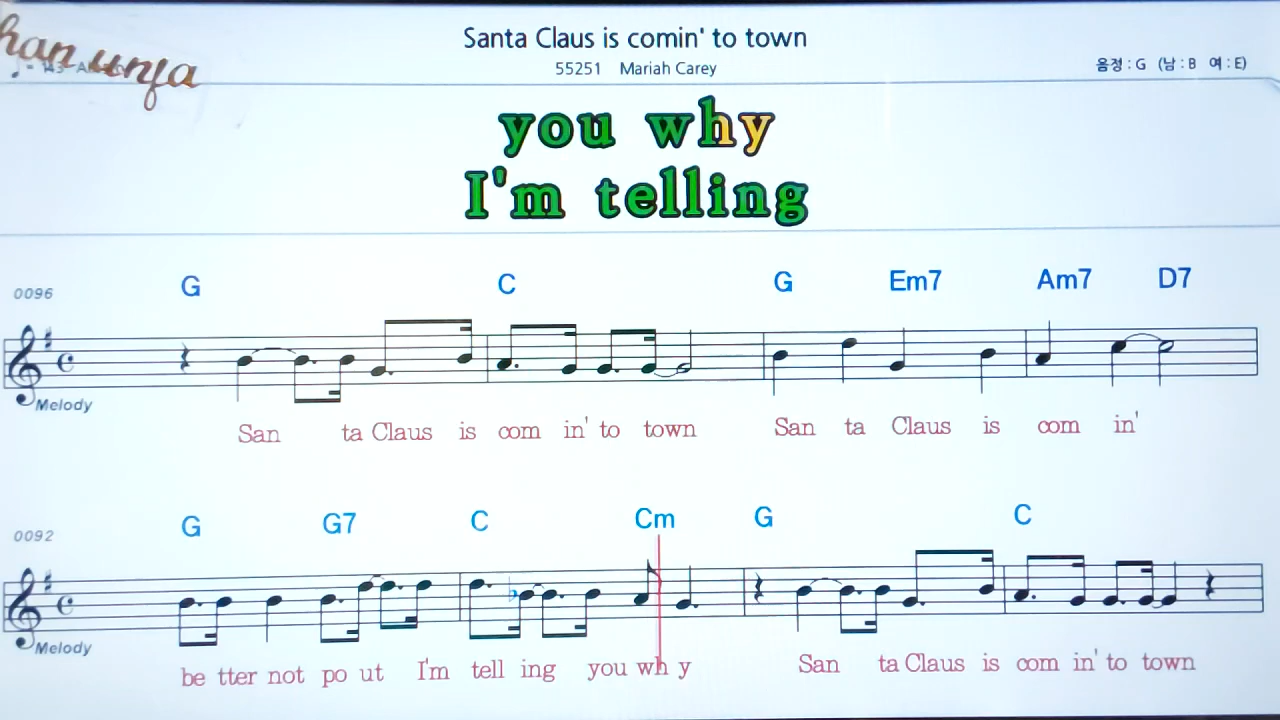 Santa Claus is comin' to town
55251 Mariah Carey
음정 : G (남 : B 여 : E)
you why
I'm telling
G C G Em7 Am7 D7
0096
Melody
San ta Claus is com in' to town San ta Claus is com in'
G G7 C Cm G C
0092
Melody
be tter not po ut I'm tell ing you wh y San ta Claus is com in' to town